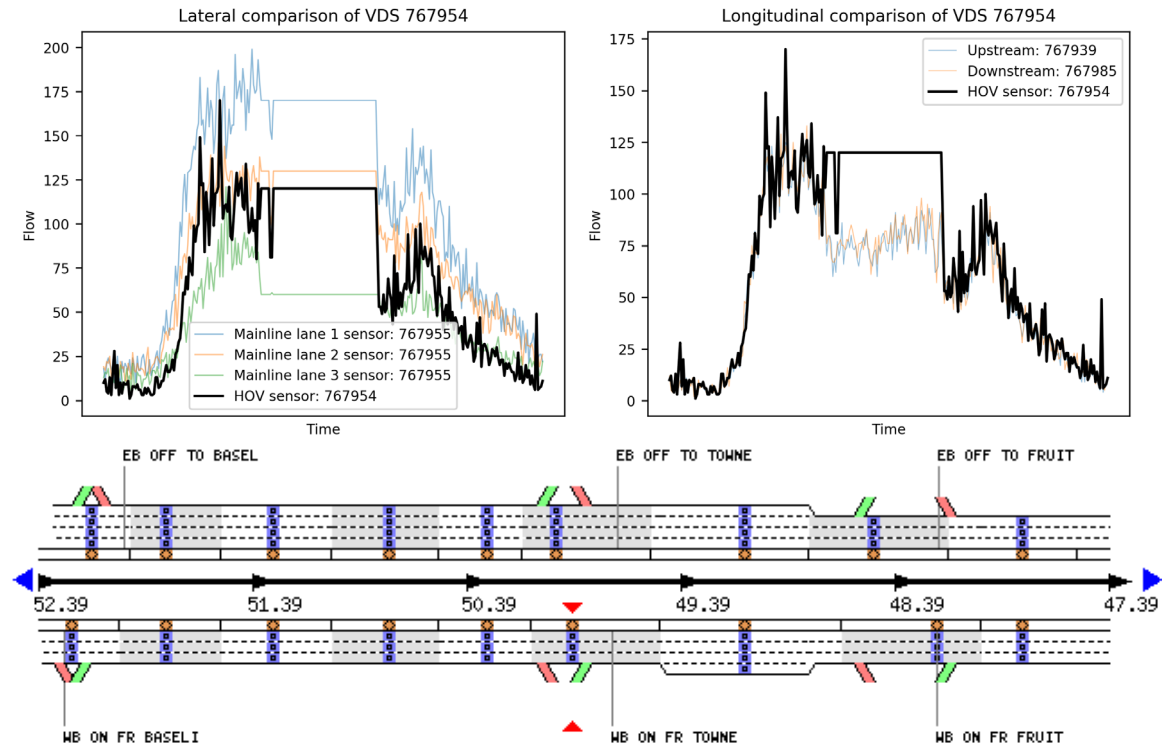 Lateral comparison of VDS 767954
Longitudinal comparison of VDS 767954
200
175
150
125
100
75
50
25
0
Flow
Time
Mainline lane 1 sensor: 767955
Mainline lane 2 sensor: 767955
Mainline lane 3 sensor: 767955
HOV sensor: 767954
175
150
125
100
75
50
25
0
Flow
Time
Upstream: 767939
Downstream: 767985
HOV sensor: 767954
EB OFF TO BASEL
EB OFF TO TOWNE
EB OFF TO FRUIT
52.39
51.39
50.39
49.39
48.39
47.39
WB ON FR BASELI
WB ON FR TOWNE
WB ON FR FRUIT